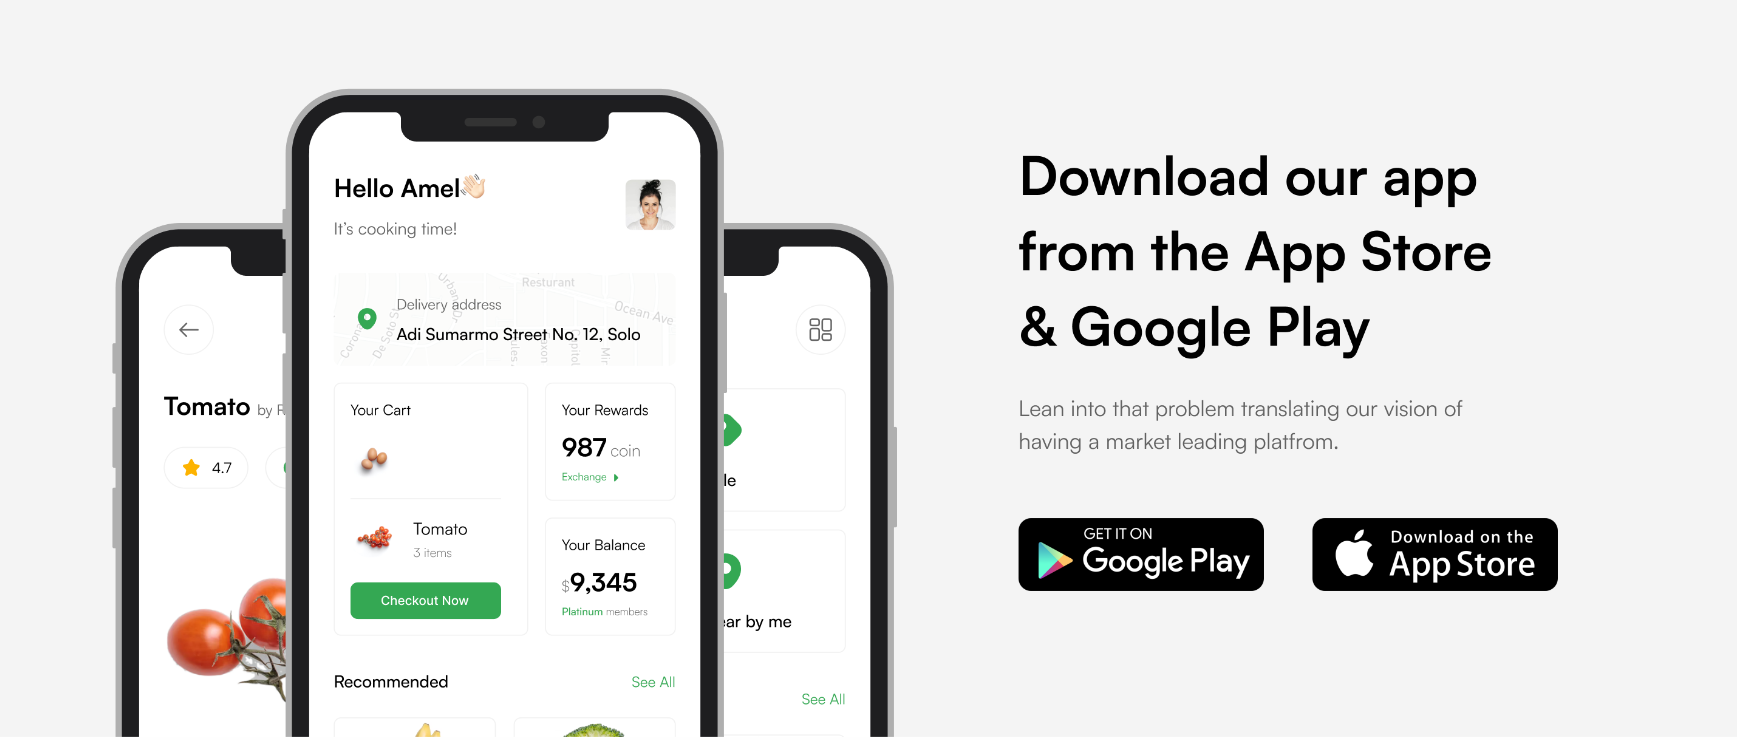 Hello Amel
It's cooking time!
Resturant
Ocean Ave
Delivery address
De Soto St
Adi Sumarmo Street No. 12, Solo
Your Cart
Tomato
3 items
Checkout Now
Your Rewards
987 coin
Exchange
Your Balance
$9,345
Platinum members
Recommended
See All
Tomato by
4.7
ear by me
See All
Download our app
from the App Store
& Google Play
Lean into that problem translating our vision of
having a market leading platfrom.
GET IT ON
Google Play
Download on the
App Store